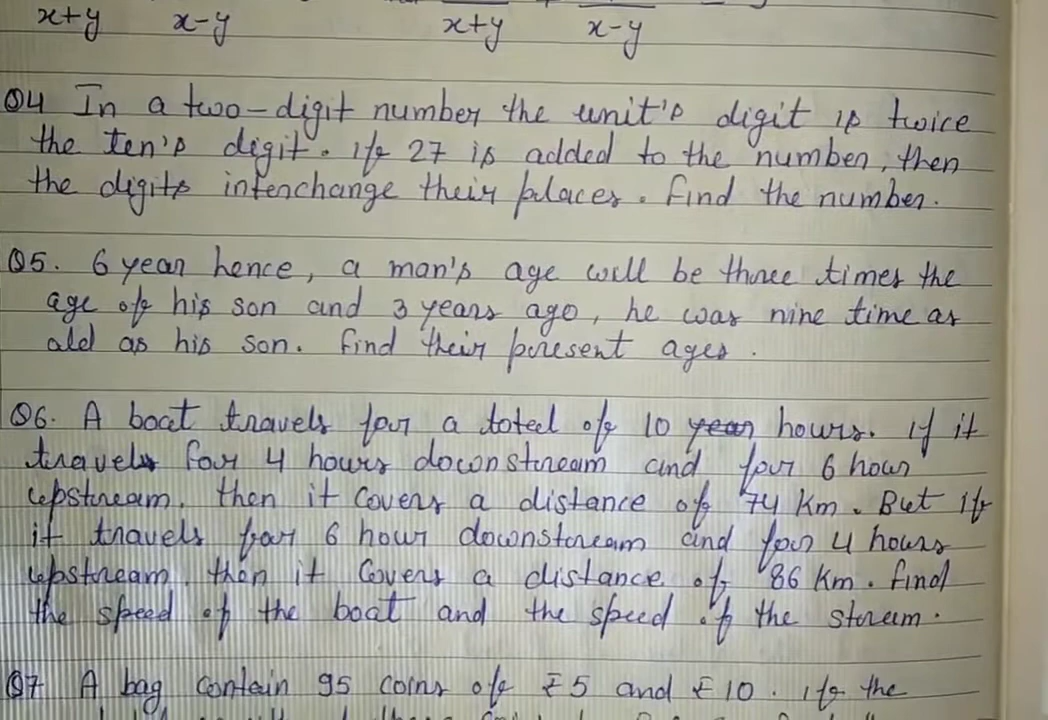 x+y x-y x+y x-y
Q4 In a two-digit number the unit's digit is twice
the ten's digit. If 27 is added to the number, then
the digits interchange their places. Find the number.
Q5. 6 year hence, a man's age will be three times the
age of his son and 3 years ago, he was nine time as
old as his son. find their present ages.
Q6. A boat travels for a total of 10 year hours. If it
travels for 4 hours downstream and for 6 hour
upstream, then it covers a distance of 74 Km. But if
it travels for 6 hour downstream and for 4 hours
upstream, then it covers a distance of 86 Km. find
the speed of the boat and the speed of the stream.
Q7 A bag contain 95 coins of ₹5 and ₹10. If the